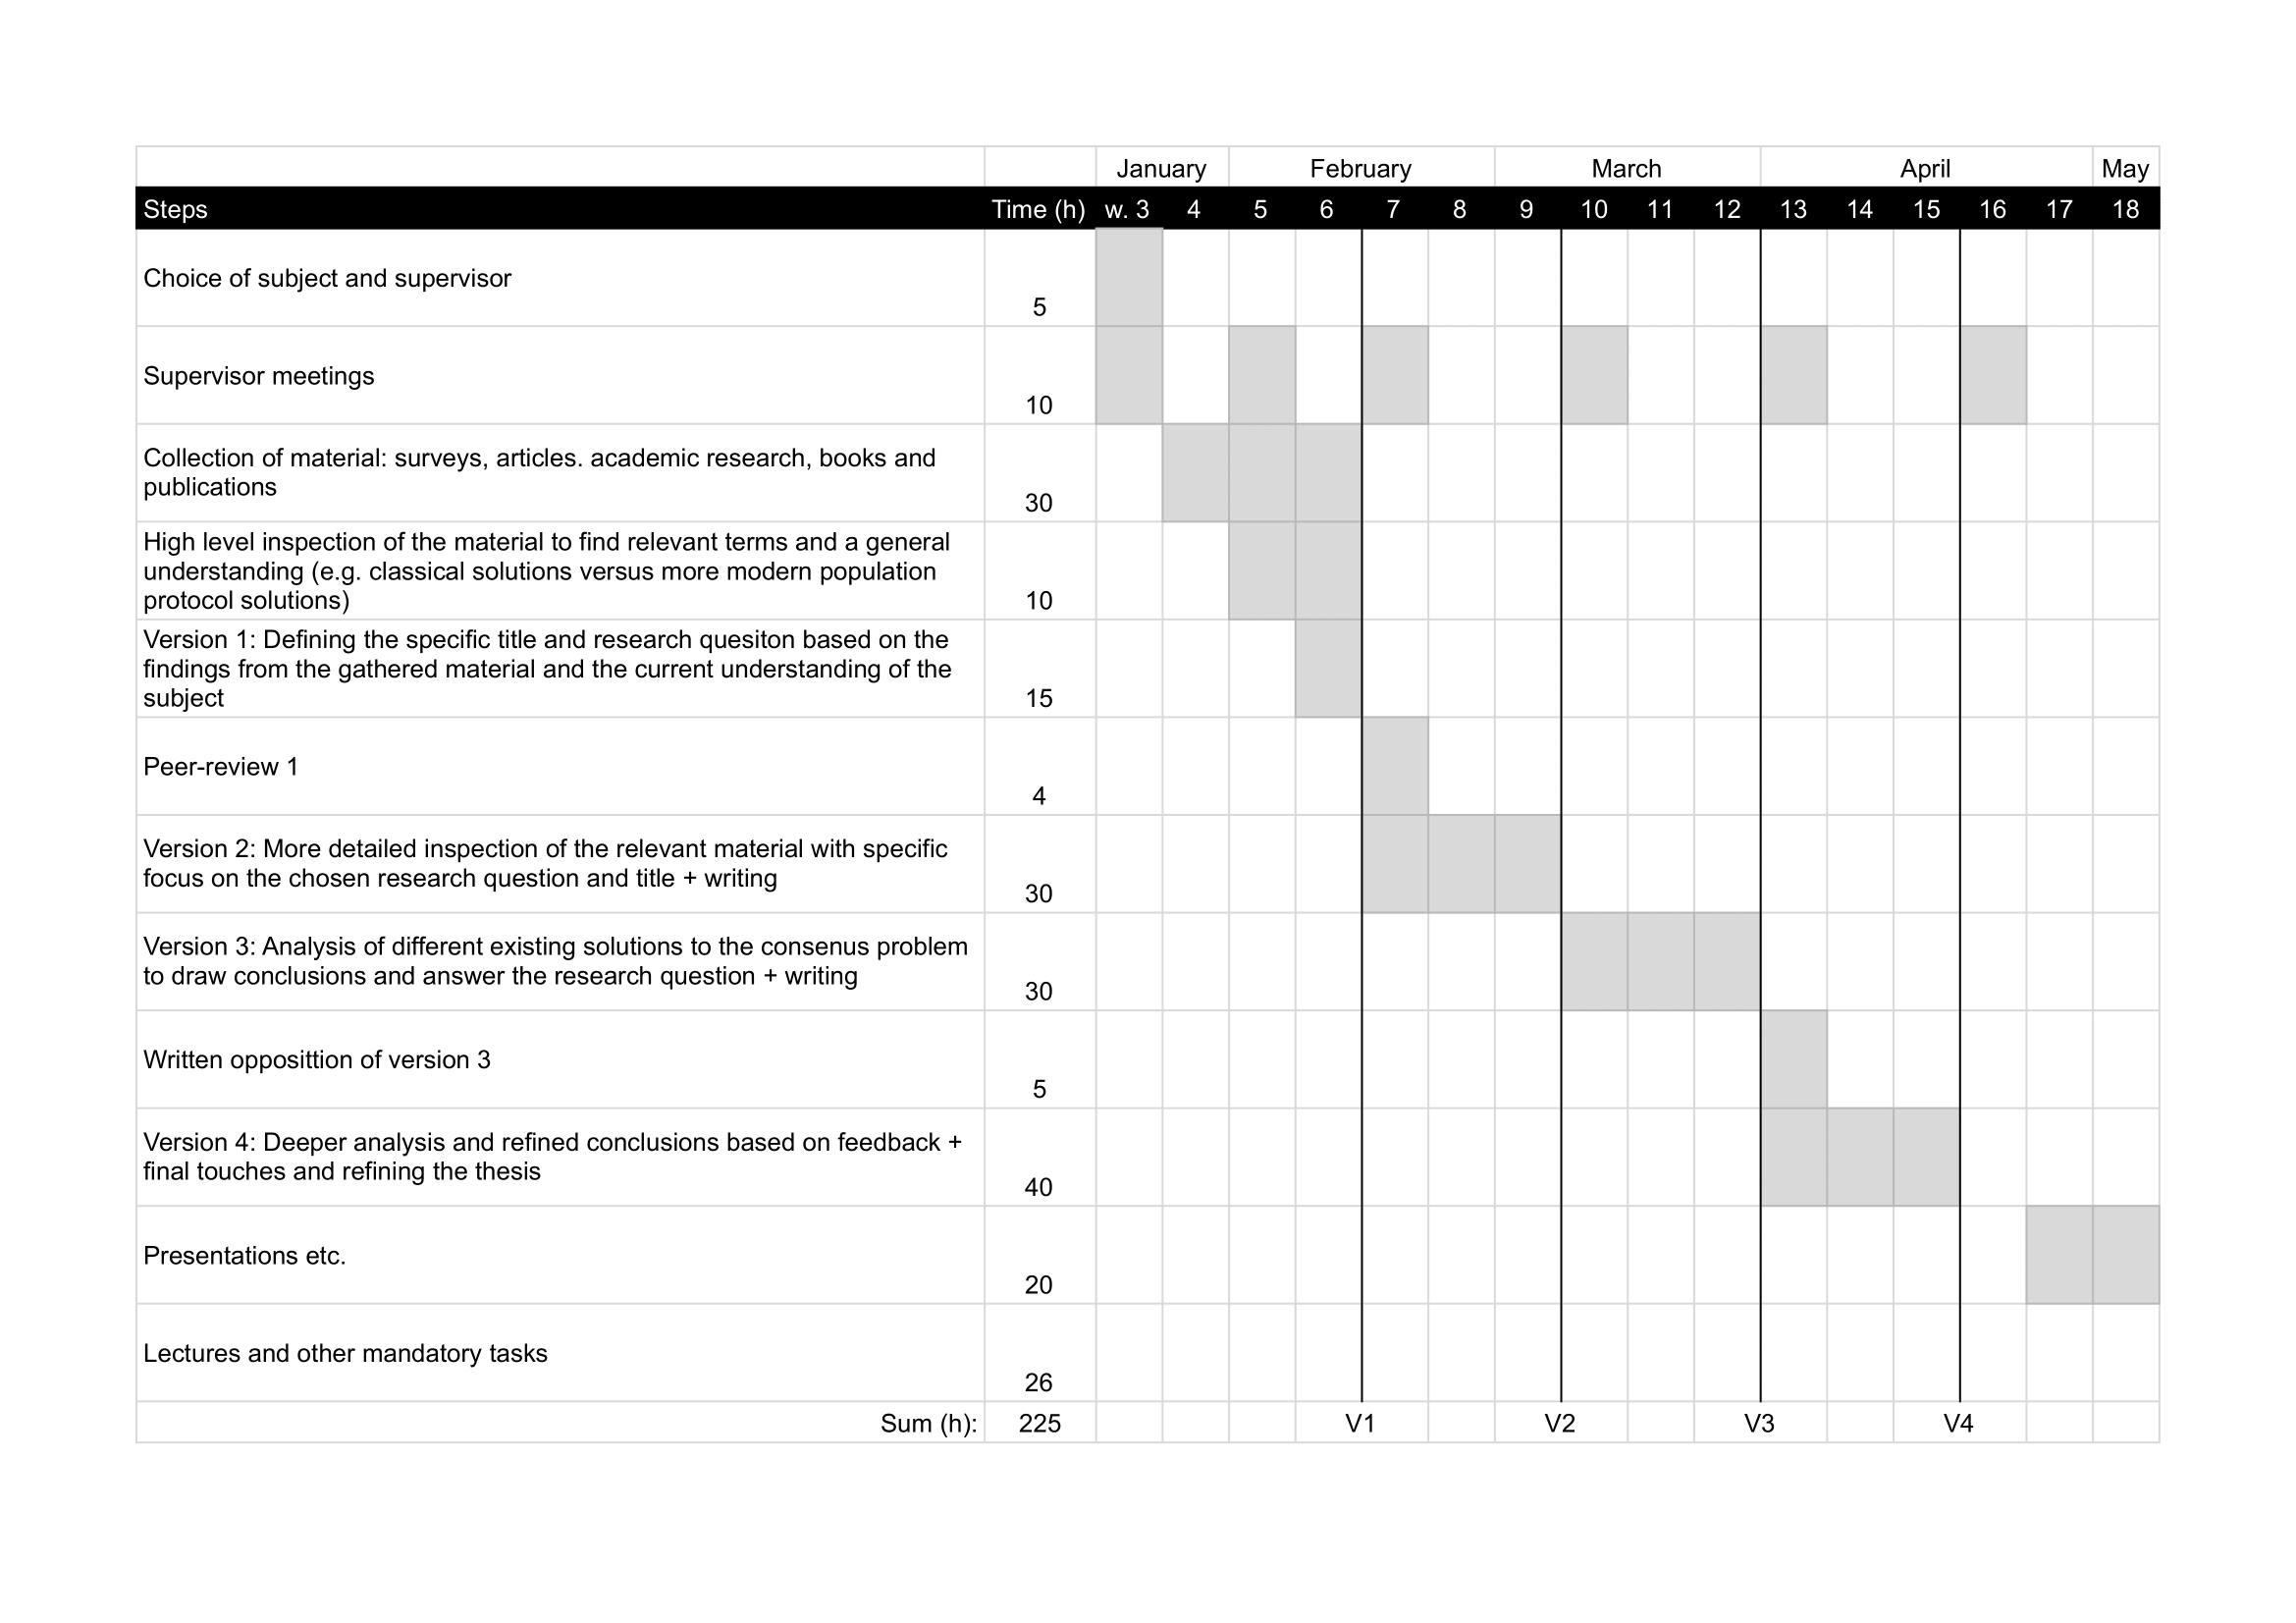 January February March April May
Steps Time (h) w. 3 4 5 6 7 8 9 10 11 12 13 14 15 16 17 18
Choice of subject and supervisor
5
Supervisor meetings
10
Collection of material: surveys, articles. academic research, books and
publications
30
High level inspection of the material to find relevant terms and a general
understanding (e.g. classical solutions versus more modern population
protocol solutions)
10
Version 1: Defining the specific title and research quesiton based on the
findings from the gathered material and the current understanding of the
subject
15
Peer-review 1
4
Version 2: More detailed inspection of the relevant material with specific
focus on the chosen research question and title + writing
30
Version 3: Analysis of different existing solutions to the consenus problem
to draw conclusions and answer the research question + writing
30
Written opposittion of version 3
5
Version 4: Deeper analysis and refined conclusions based on feedback +
final touches and refining the thesis
40
Presentations etc.
20
Lectures and other mandatory tasks
26
Sum (h): 225 V1 V2 V3 V4